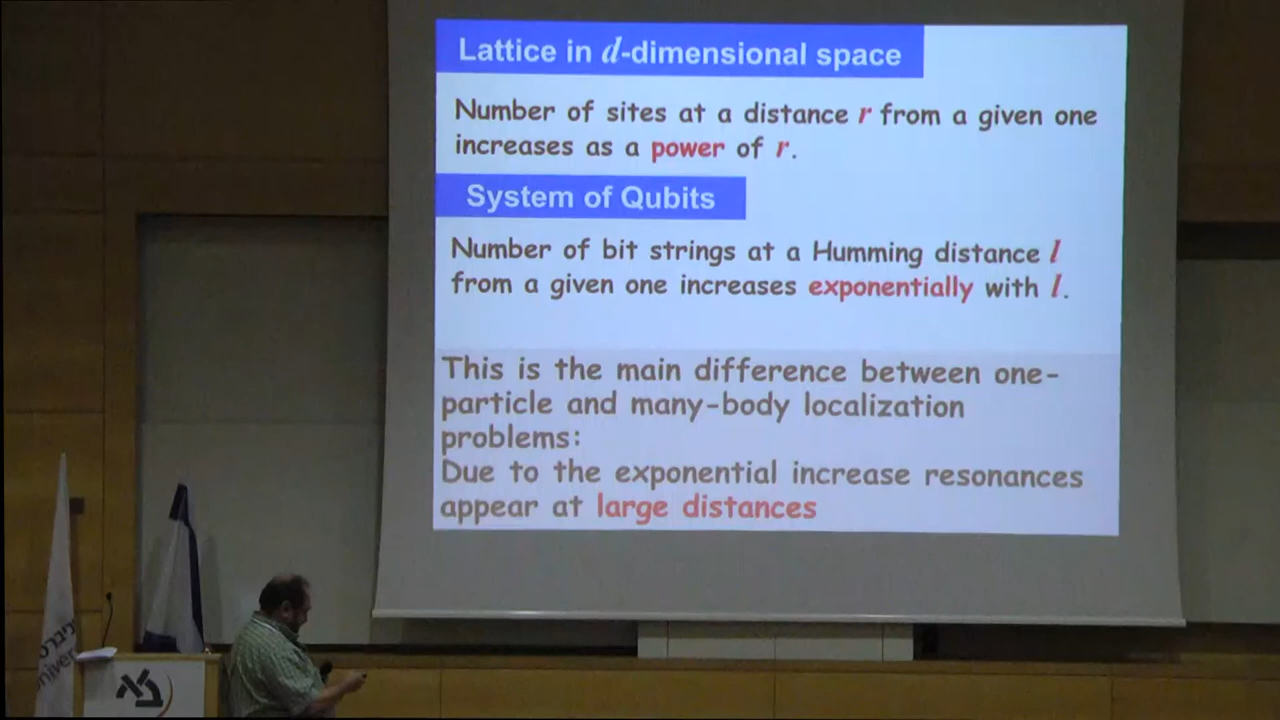 Lattice in d-dimensional space
Number of sites at a distance r from a given one
increases as a power of r.
System of Qubits
Number of bit strings at a Humming distance l
from a given one increases exponentially with l.
This is the main difference between one-
particle and many-body localization
problems:
Due to the exponential increase resonances
appear at large distances